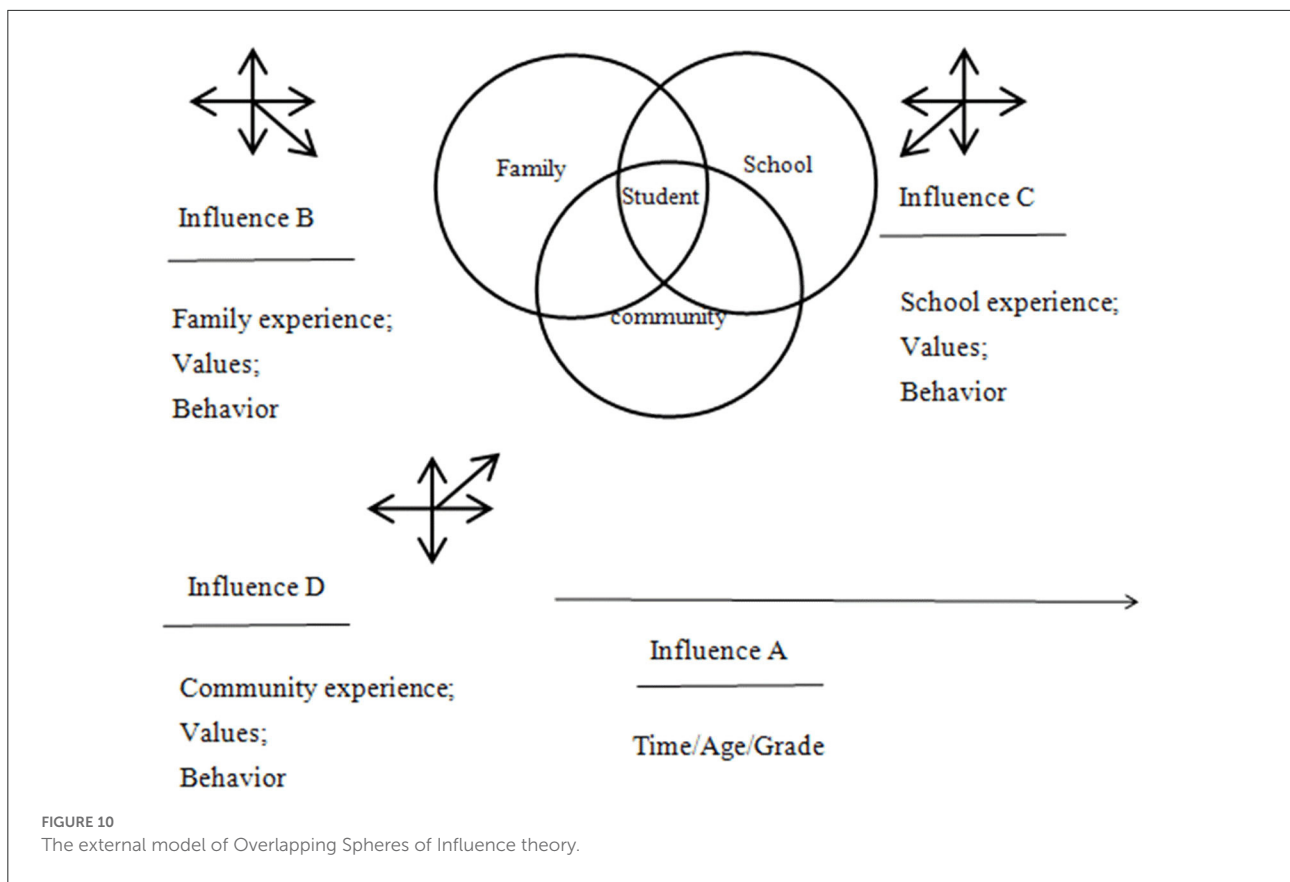 Family
School
Student
community
Influence B
Family experience;
Values;
Behavior
Influence C
School experience;
Values;
Behavior
Influence D
Community experience;
Values;
Behavior
Influence A
Time/Age/Grade
FIGURE 10
The external model of Overlapping Spheres of Influence theory.